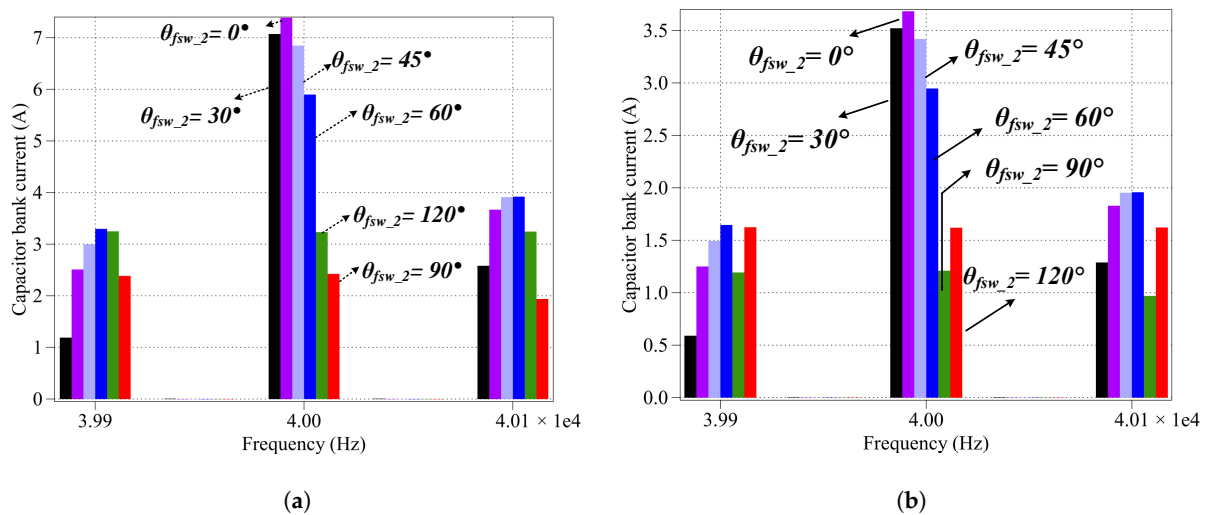 θfsw_2= 0•
θfsw_2= 45•
θfsw_2= 30•
θfsw_2= 60•
θfsw_2= 120•
θfsw_2= 90•
Capacitor bank current (A)
7
6
5
4
3
2
1
0
3.99
4.00
4.01 × 1e4
Frequency (Hz)
(a)
θfsw_2= 0°
θfsw_2= 45°
θfsw_2= 30°
θfsw_2= 60°
θfsw_2= 90°
θfsw_2= 120°
Capacitor bank current (A)
3.5
3.0
2.5
2.0
1.5
1.0
0.5
0.0
3.99
4.00
4.01 × 1e4
Frequency (Hz)
(b)